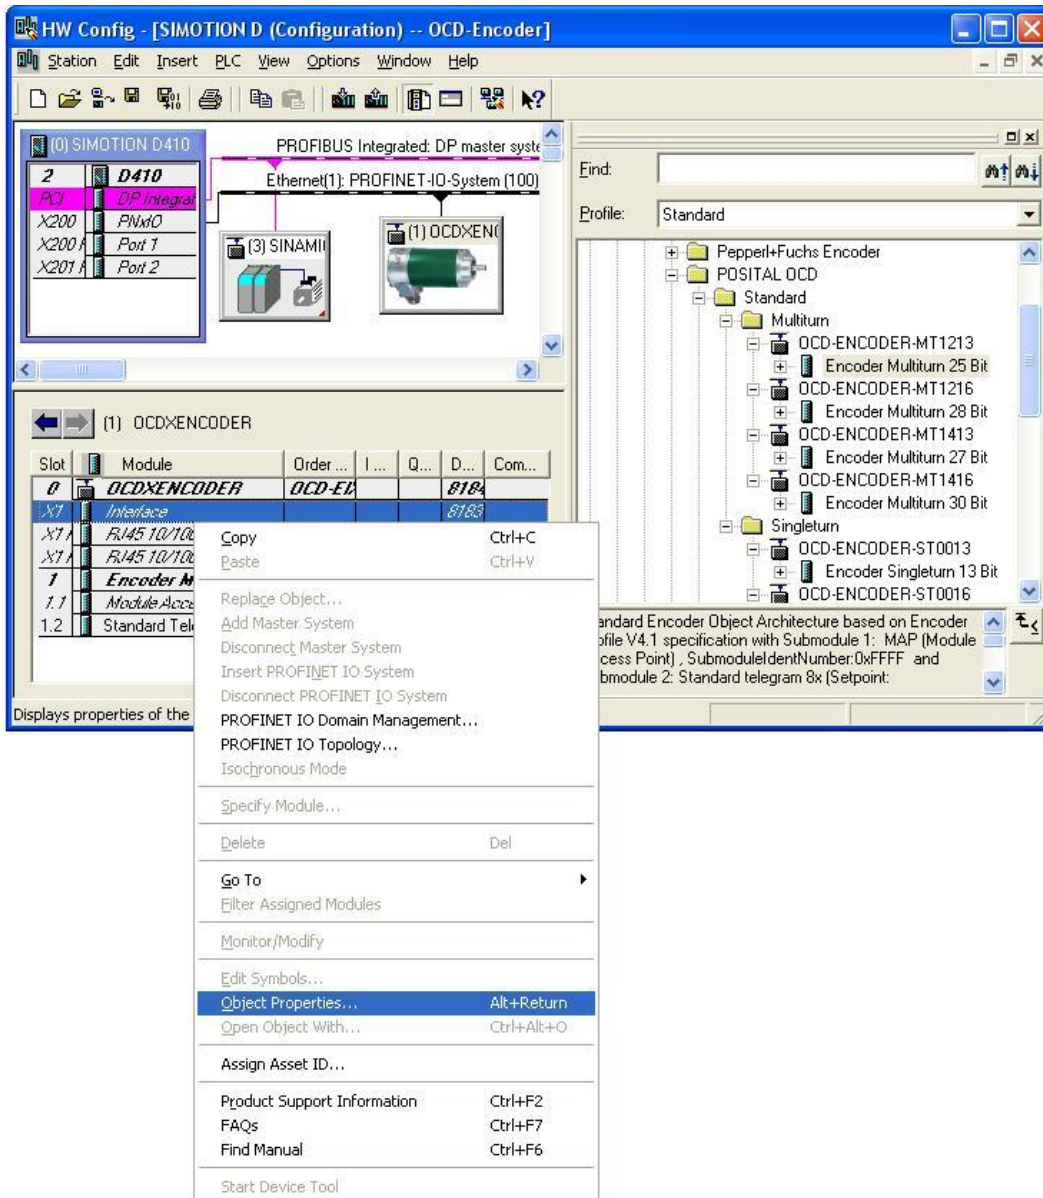 HW Config - [SIMOTION D (Configuration) -- OCD-Encoder]
Station Edit Insert PLC View Options Window Help
(0) SIMOTION D410
2 D410
PCI DP Integrat
X200 PNxIO
X200 Port 1
X201 Port 2
PROFIBUS Integrated: DP master syste
Ethernet(1): PROFINET-IO-System (100)
(3) SINAMI
(1) OCDXEN
Find:
Profile: Standard
Pepperl+Fuchs Encoder
POSITAL OCD
Standard
Multiturn
OCD-ENCODER-MT1213
Encoder Multiturn 25 Bit
OCD-ENCODER-MT1216
Encoder Multiturn 28 Bit
OCD-ENCODER-MT1413
Encoder Multiturn 27 Bit
OCD-ENCODER-MT1416
Encoder Multiturn 30 Bit
Singleturn
OCD-ENCODER-ST0013
Encoder Singleturn 13 Bit
OCD-ENCODER-ST0016
andard Encoder Object Architecture based on Encoder
ofile V4.1 specification with Submodule 1: MAP (Module
cess Point) , SubmoduleIdentNumber:0xFFFF and
bmodule 2: Standard telegram 8x (Setpoint:
(1) OCDXENCODER
Slot Module Order ... I ... Q... D... Com...
0 OCDXENCODER OCD-E 8184
X1 Interface 8183
X1 RJ45 10/100
X1 RJ45 10/100
1 Encoder M
1.1 Module Acce
1.2 Standard Tel
Displays properties of the
Copy Ctrl+C
Paste Ctrl+V
Replace Object...
Add Master System
Disconnect Master System
Insert PROFINET IO System
Disconnect PROFINET IO System
PROFINET IO Domain Management...
PROFINET IO Topology...
Isochronous Mode
Specify Module...
Delete Del
Go To
Filter Assigned Modules
Monitor/Modify
Edit Symbols...
Object Properties... Alt+Return
Open Object With... Ctrl+Alt+O
Assign Asset ID...
Product Support Information Ctrl+F2
FAQs Ctrl+F7
Find Manual Ctrl+F6
Start Device Tool